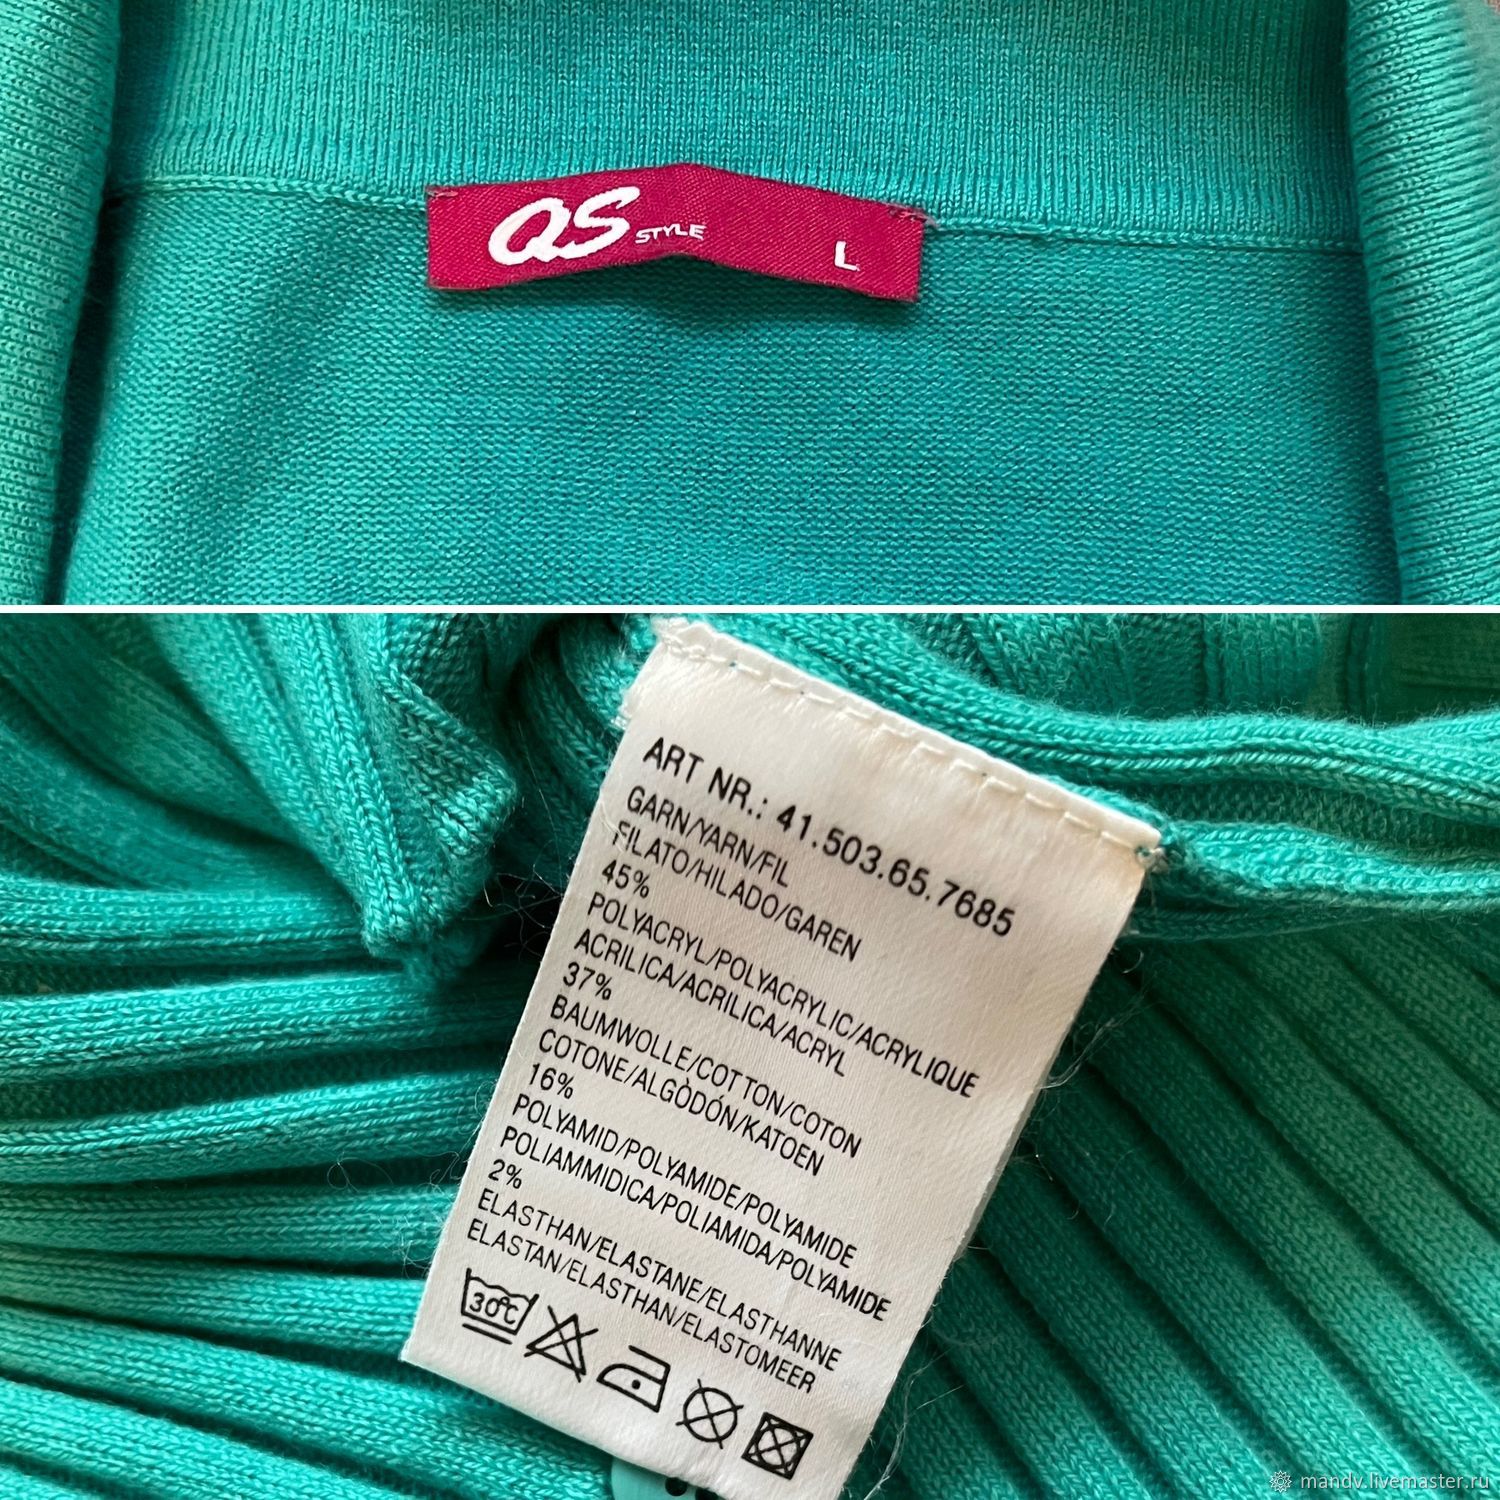 QS STYLE L
ART NR.: 41.503.65.7685
GARN/YARN/FIL
FILATO/HILADO/GAREN
45%
POLYACRYL/POLYACRYLIC/ACRYLIQUE
ACRILICA/ACRILICA/ACRYL
37%
BAUMWOLLE/COTTON/COTON
COTONE/ALGÒDÓN/KATOEN
16%
POLYAMID/POLYAMIDE/POLYAMIDE
POLIAMMIDICA/POLIAMIDA/POLYAMIDE
2%
ELASTHAN/ELASTANE/ELASTHANNE
ELASTAN/ELASTHAN/ELASTOMEER
30°C
mandv.livemaster.ru